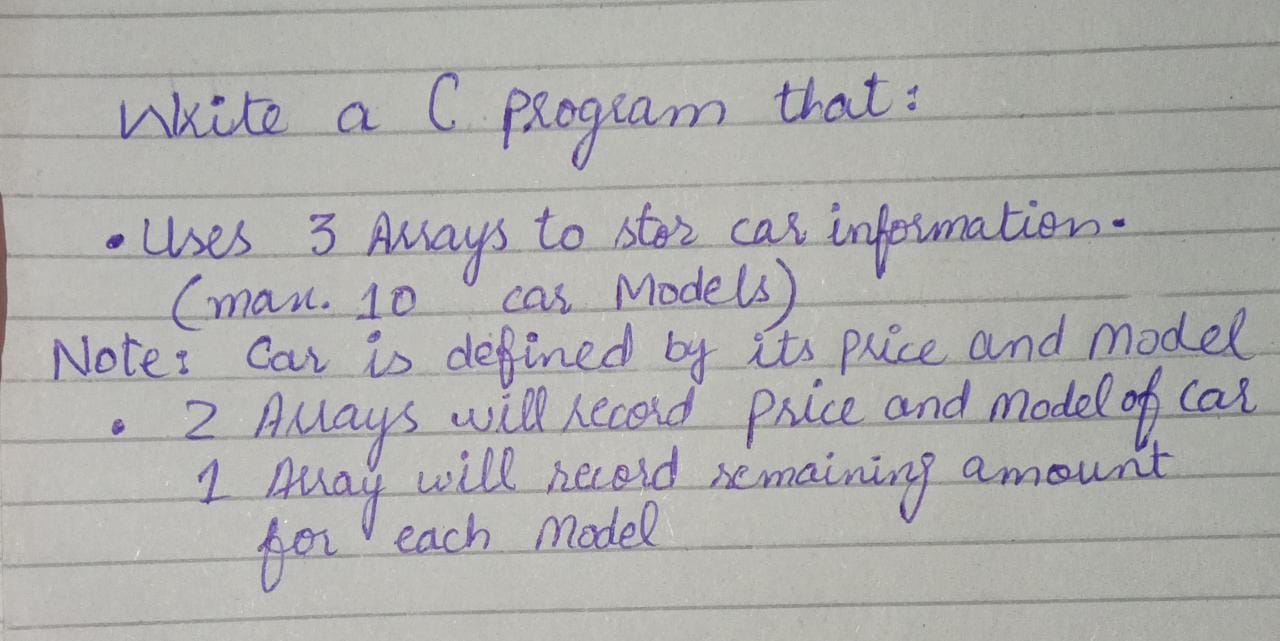 Write a C program that:
• Uses 3 Arrays to stor car information.
(max. 10 car Models)
Note: Car is defined by its price and model
• 2 Arrays will record price and model of car
1 Array will record remaining amount
for each Model